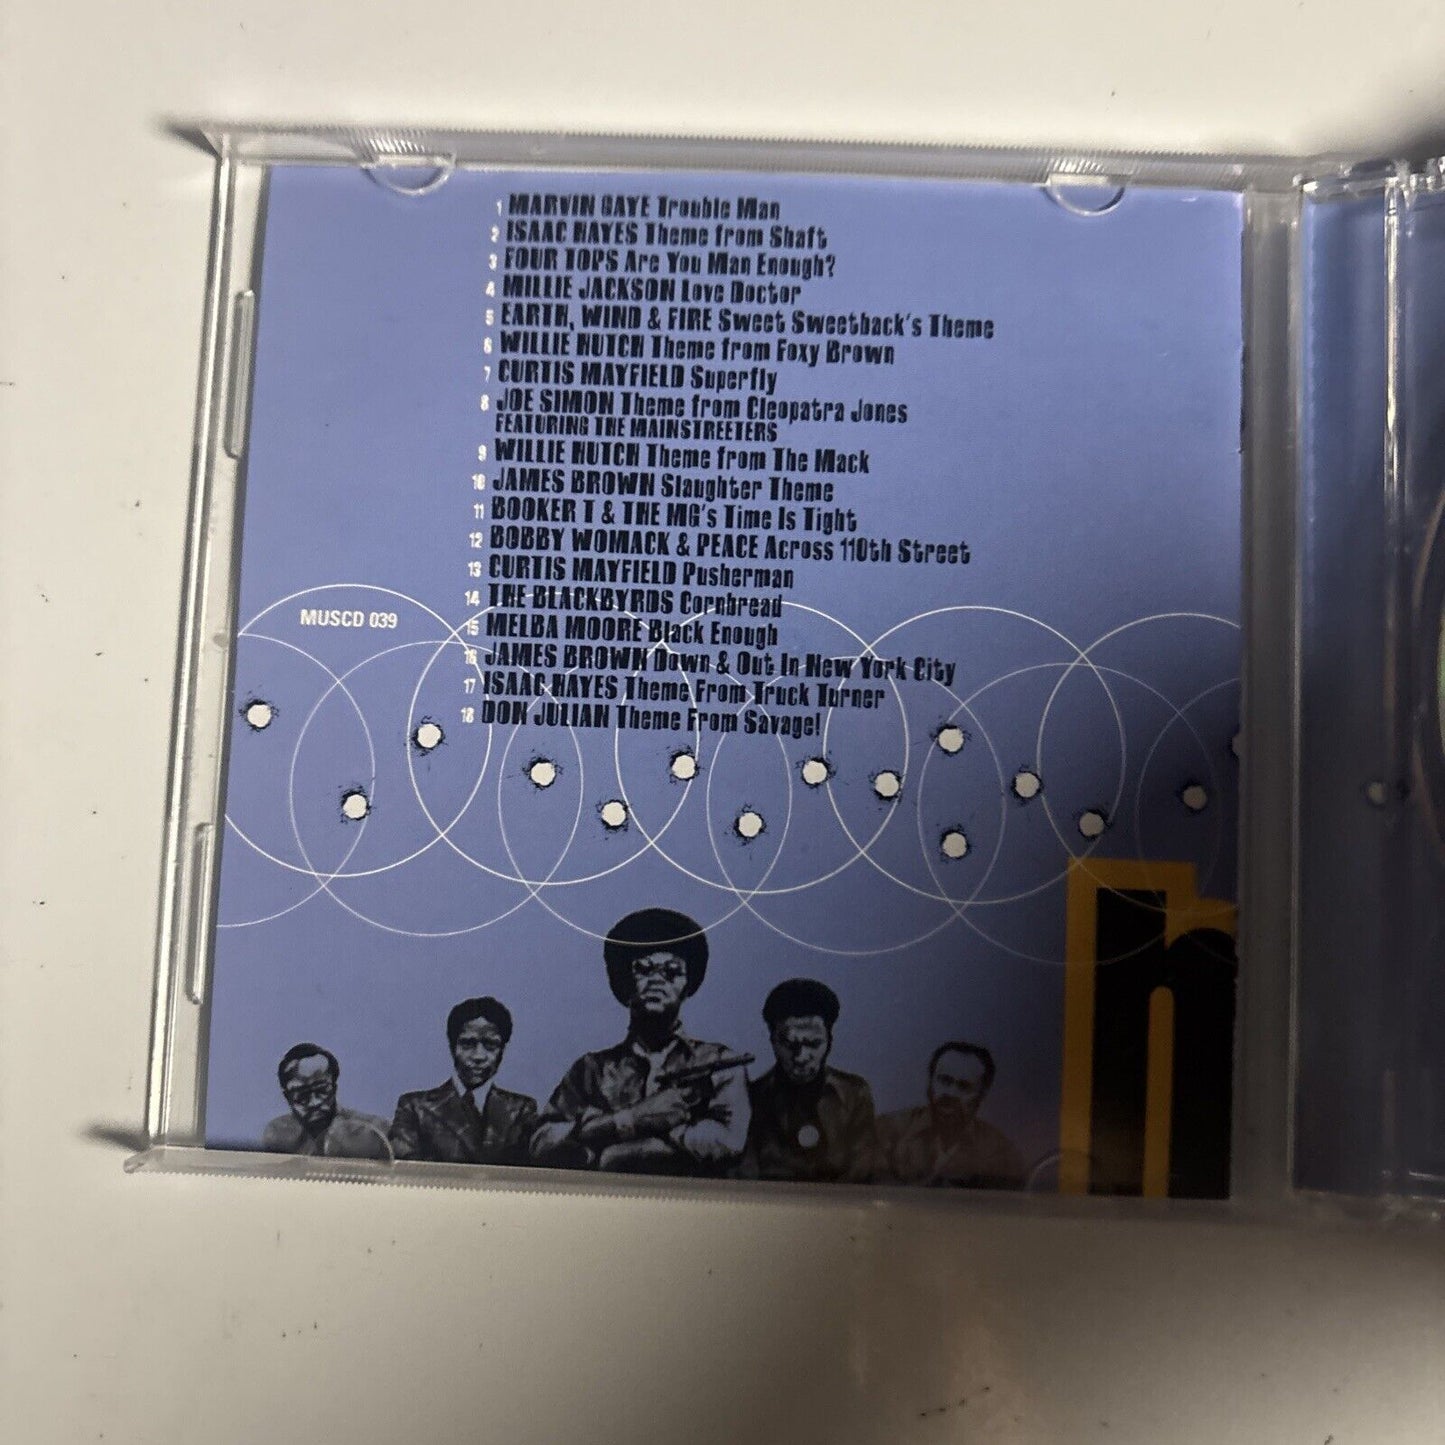 1 MARVIN GAYE Trouble Man
2 ISAAC HAYES Theme from Shaft
3 FOUR TOPS Are You Man Enough?
4 MILLIE JACKSON Love Doctor
5 EARTH, WIND & FIRE Sweet Sweetback's Theme
6 WILLIE HUTCH Theme from Foxy Brown
7 CURTIS MAYFIELD Superfly
8 JOE SIMON Theme from Cleopatra Jones
FEATURING THE MAINSTREETERS
9 WILLIE HUTCH Theme from The Mack
10 JAMES BROWN Slaughter Theme
11 BOOKER T & THE MG's Time Is Tight
12 BOBBY WOMACK & PEACE Across 110th Street
13 CURTIS MAYFIELD Pusherman
14 THE BLACKBYRDS Cornbread
15 MELBA MOORE Black Enough
16 JAMES BROWN Down & Out In New York City
17 ISAAC HAYES Theme From Truck Turner
18 DON JULIAN Theme From Savage!
MUSCD 039
h